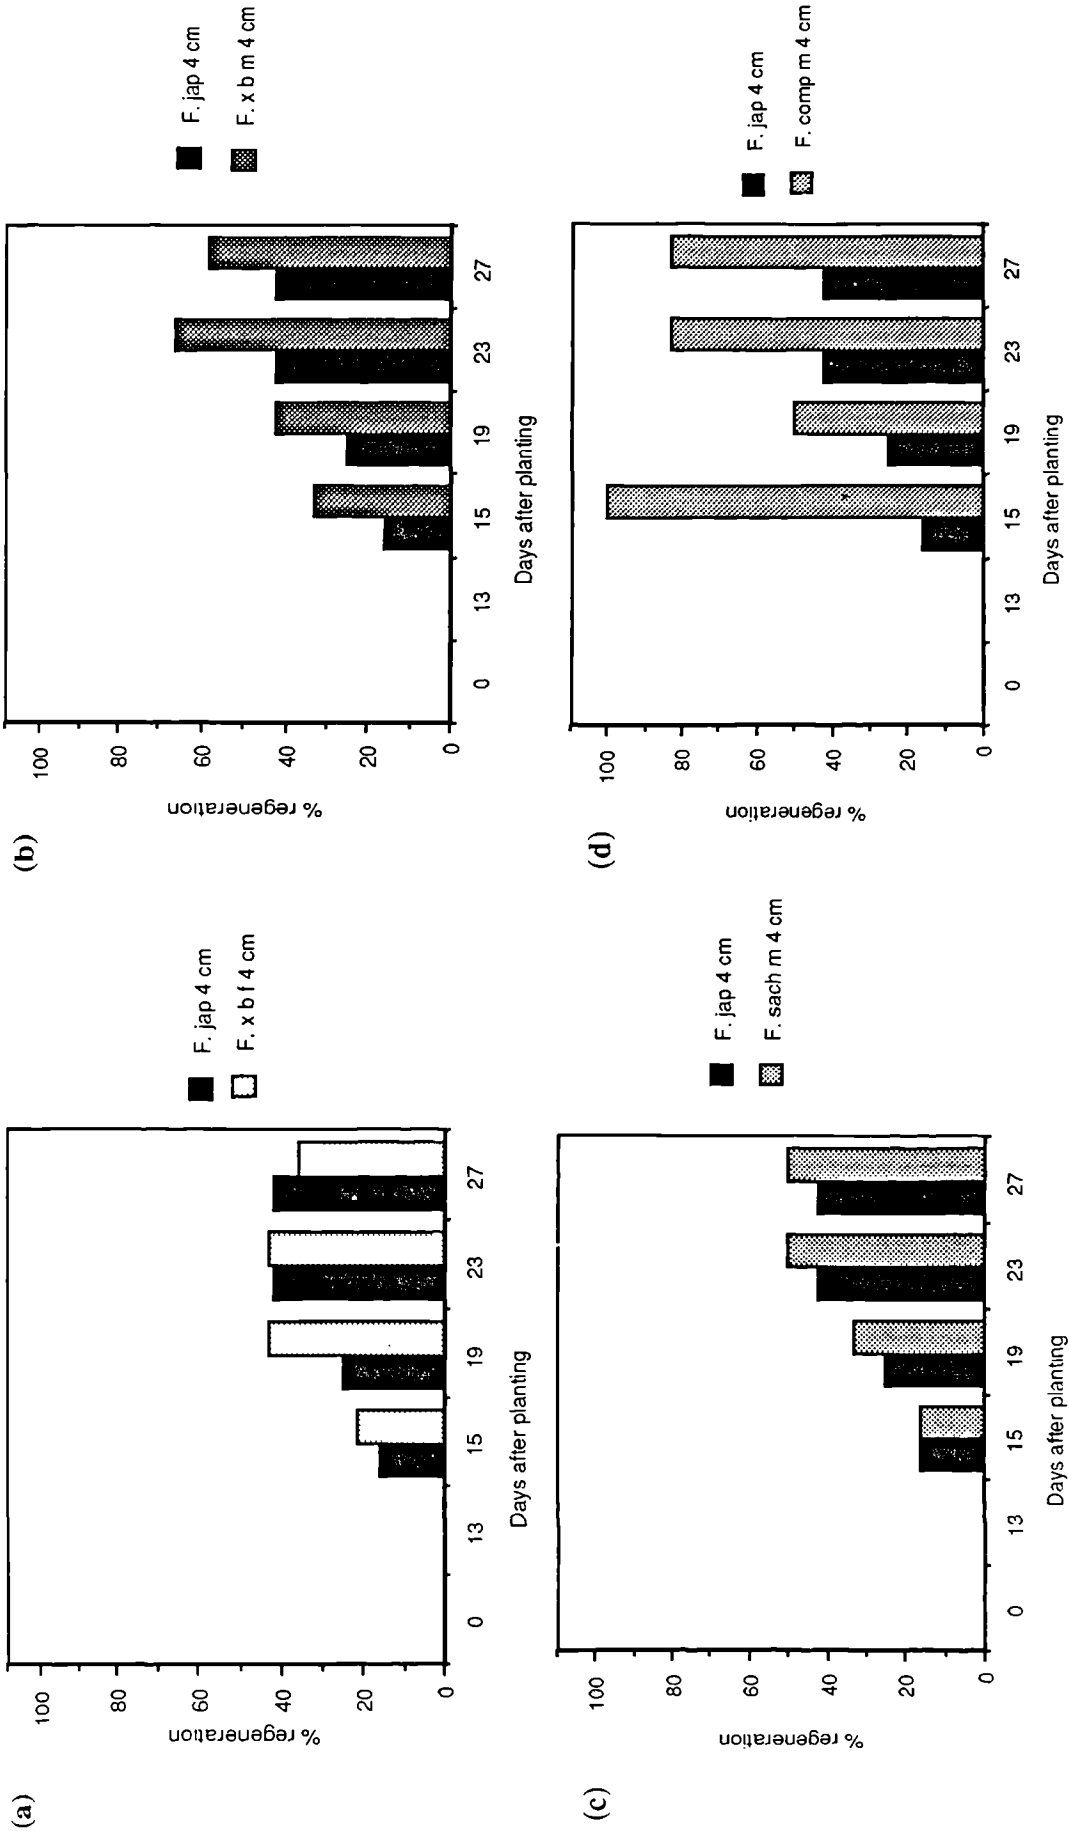 (a)
% regeneration
100
80
60
40
20
0
0 13 15 19 23 27
Days after planting
F. jap 4 cm
F. x b f 4 cm
(b)
% regeneration
100
80
60
40
20
0
0 13 15 19 23 27
Days after planting
F. jap 4 cm
F. x b m 4 cm
(c)
% regeneration
100
80
60
40
20
0
0 13 15 19 23 27
Days after planting
F. jap 4 cm
F. sach m 4 cm
(d)
% regeneration
100
80
60
40
20
0
0 13 15 19 23 27
Days after planting
F. jap 4 cm
F. comp m 4 cm